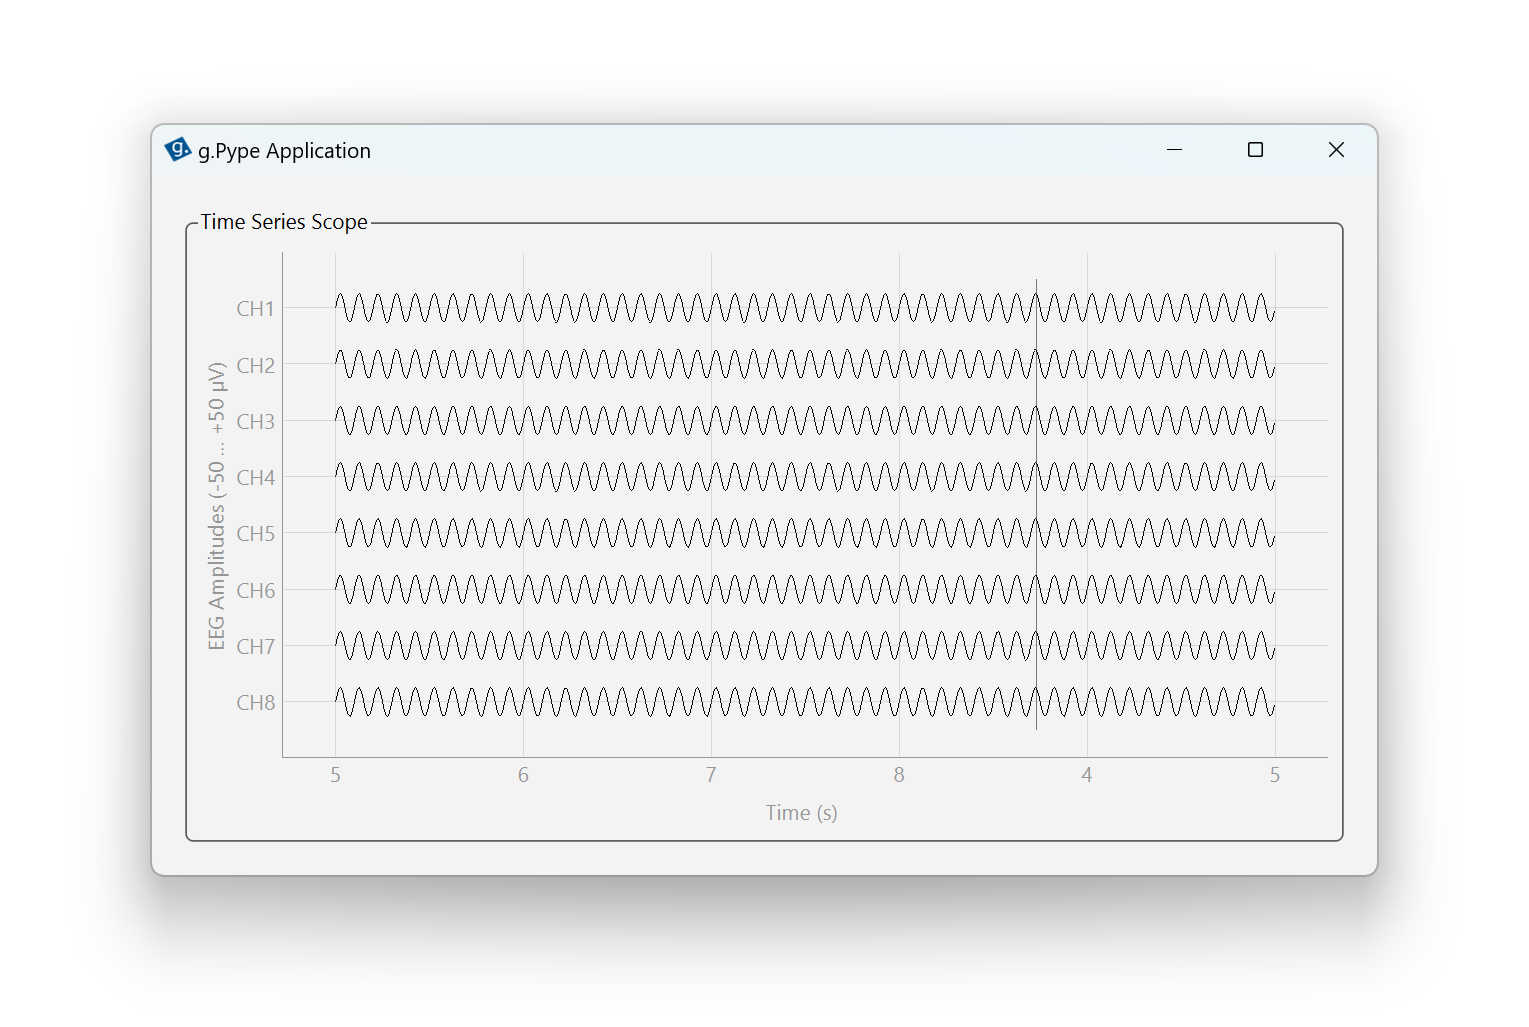 g.
g.Pype Application
Time Series Scope
EEG Amplitudes (-50 ... +50 µV)
CH1
CH2
CH3
CH4
CH5
CH6
CH7
CH8
5 6 7 8 4 5
Time (s)